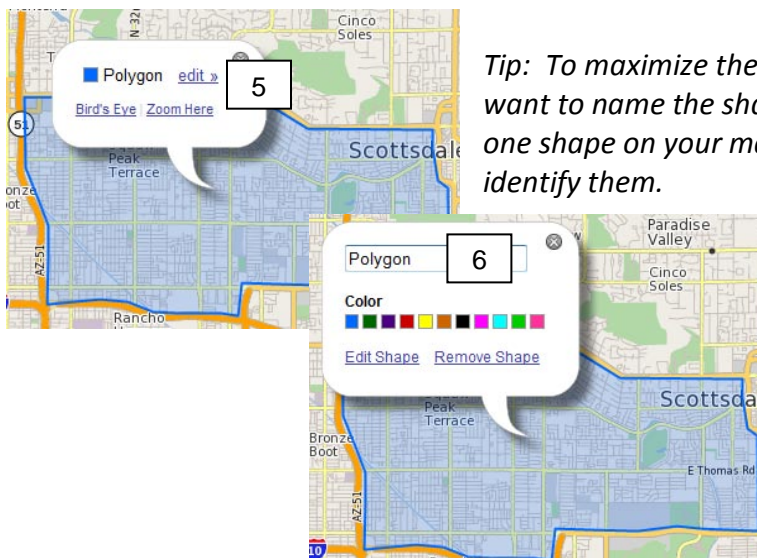 Cinco
Soles
N 32
Polygon edit »
5
Bird's Eye | Zoom Here
51
Peak
Terrace
Scottsdale
AZ-51
Rancho
Tip: To maximize the
want to name the sha
one shape on your ma
identify them.
Paradise
Valley
Polygon
6
Cinco
Soles
Color
Edit Shape Remove Shape
Peak
Terrace
Scottsda
Bronze
Boot
E Thomas Rd
AZ-51
10